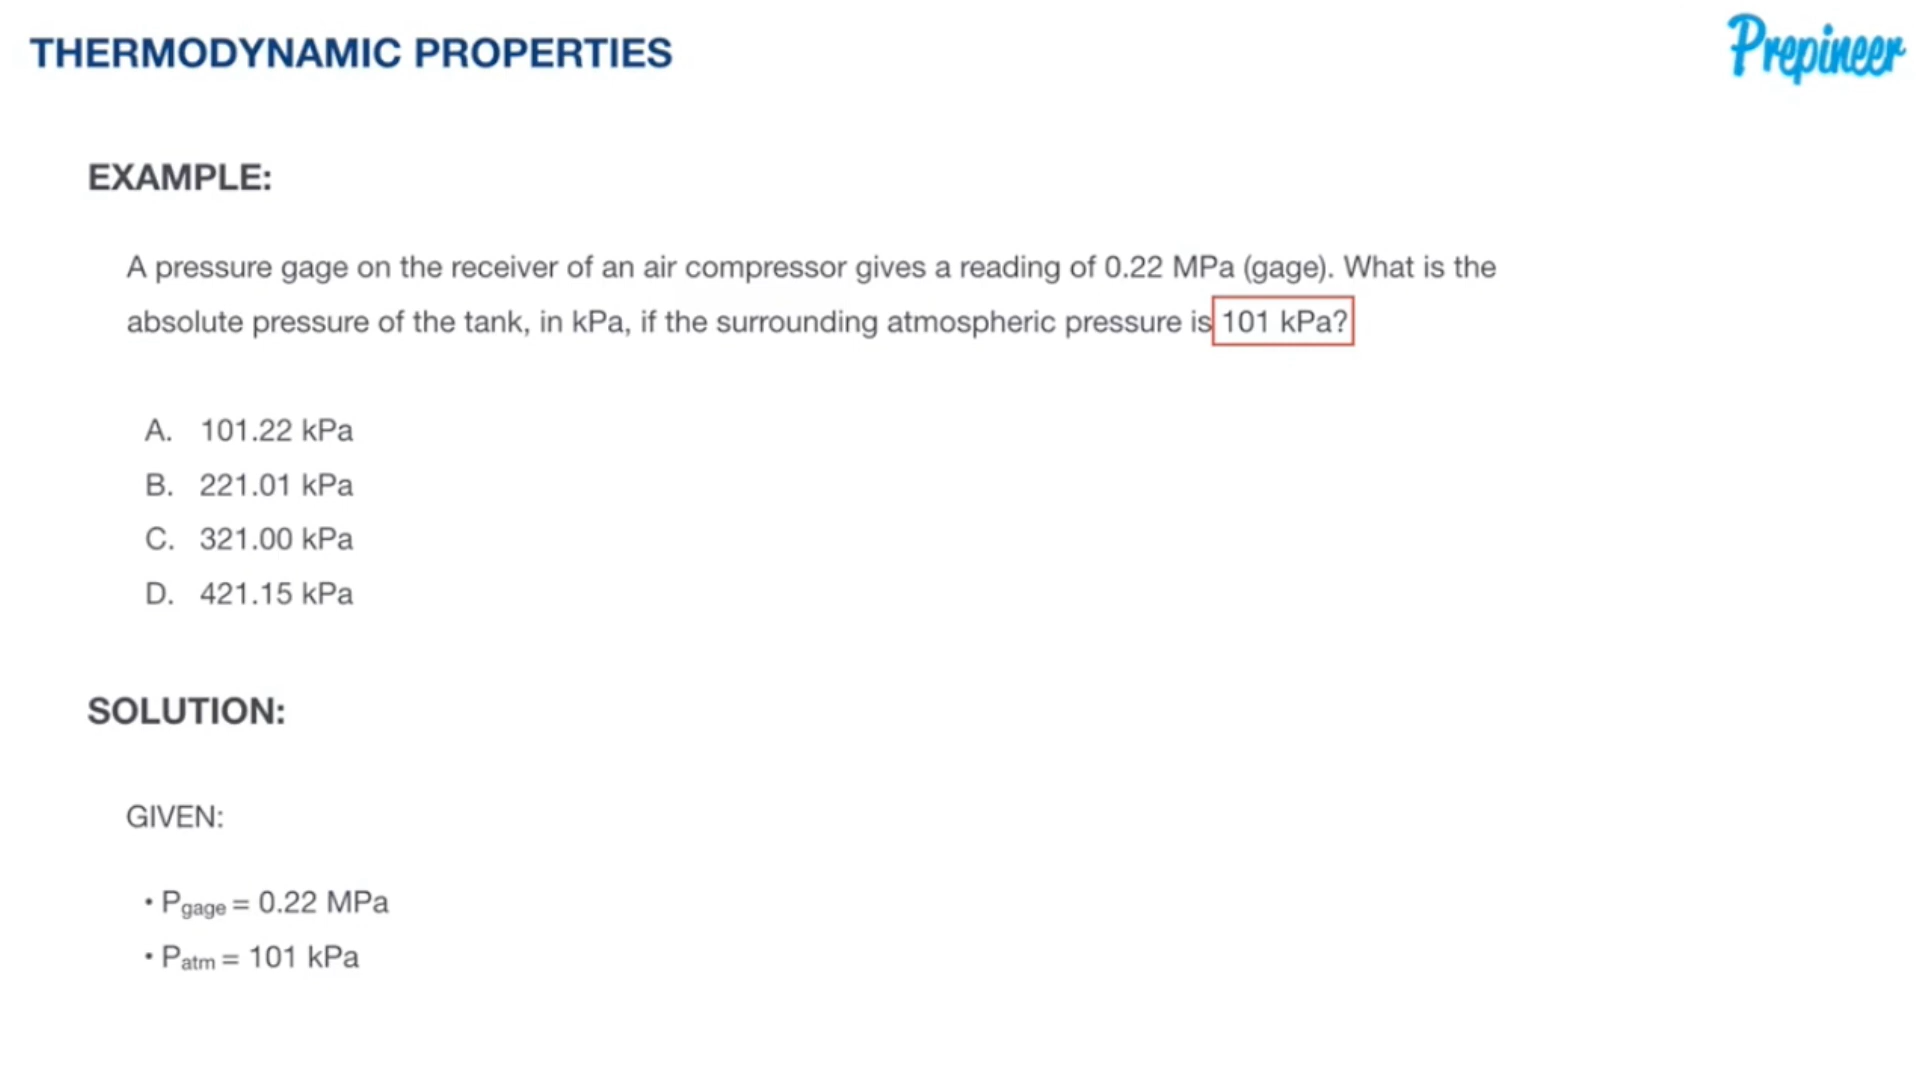 THERMODYNAMIC PROPERTIES
Prepineer
EXAMPLE:
A pressure gage on the receiver of an air compressor gives a reading of 0.22 MPa (gage). What is the
absolute pressure of the tank, in kPa, if the surrounding atmospheric pressure is 101 kPa?
A. 101.22 kPa
B. 221.01 kPa
C. 321.00 kPa
D. 421.15 kPa
SOLUTION:
GIVEN:
• Pgage = 0.22 MPa
• Patm = 101 kPa